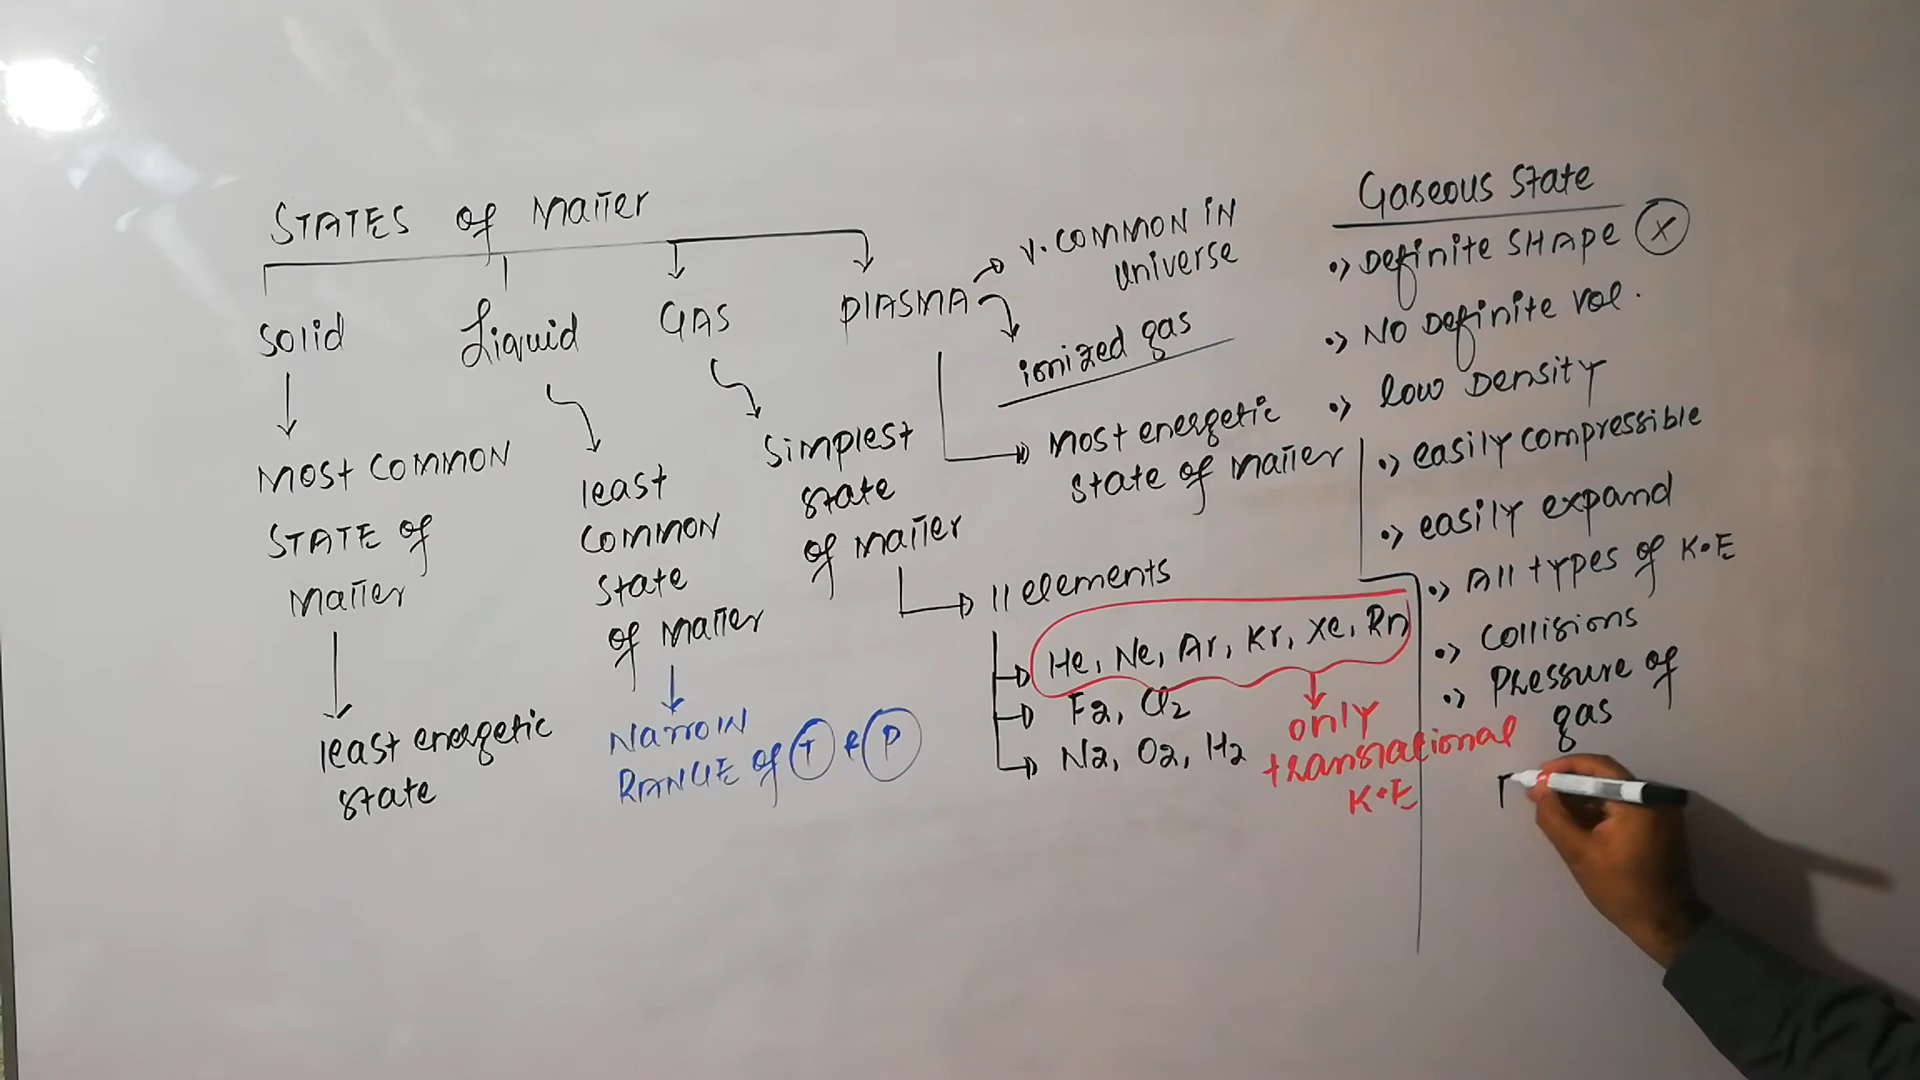 STATES of Matter
Solid
Liquid
GAS
PLASMA
V. COMMON IN
Universe
ionized gas
Most energetic
state of matter
Most COMMON
STATE of
Matter
least energetic
state
least
COMMON
state
of Matter
NARROW
RANGE of T & P
Simplest
state
of matter
11 elements
He, Ne, Ar, Kr, Xe, Rn
F2, Cl2
N2, O2, H2
only
translational
K.E
Gaseous State
•> Definite SHAPE X
•> NO Definite vol.
•> low Density
•> easily compressible
•> easily expand
•> All types of K.E
•> Collisions
•> Pressure of
gas